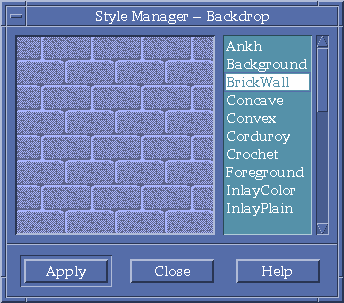 Style Manager – Backdrop
Ankh
Background
BrickWall
Concave
Convex
Corduroy
Crochet
Foreground
InlayColor
InlayPlain
Apply
Close
Help